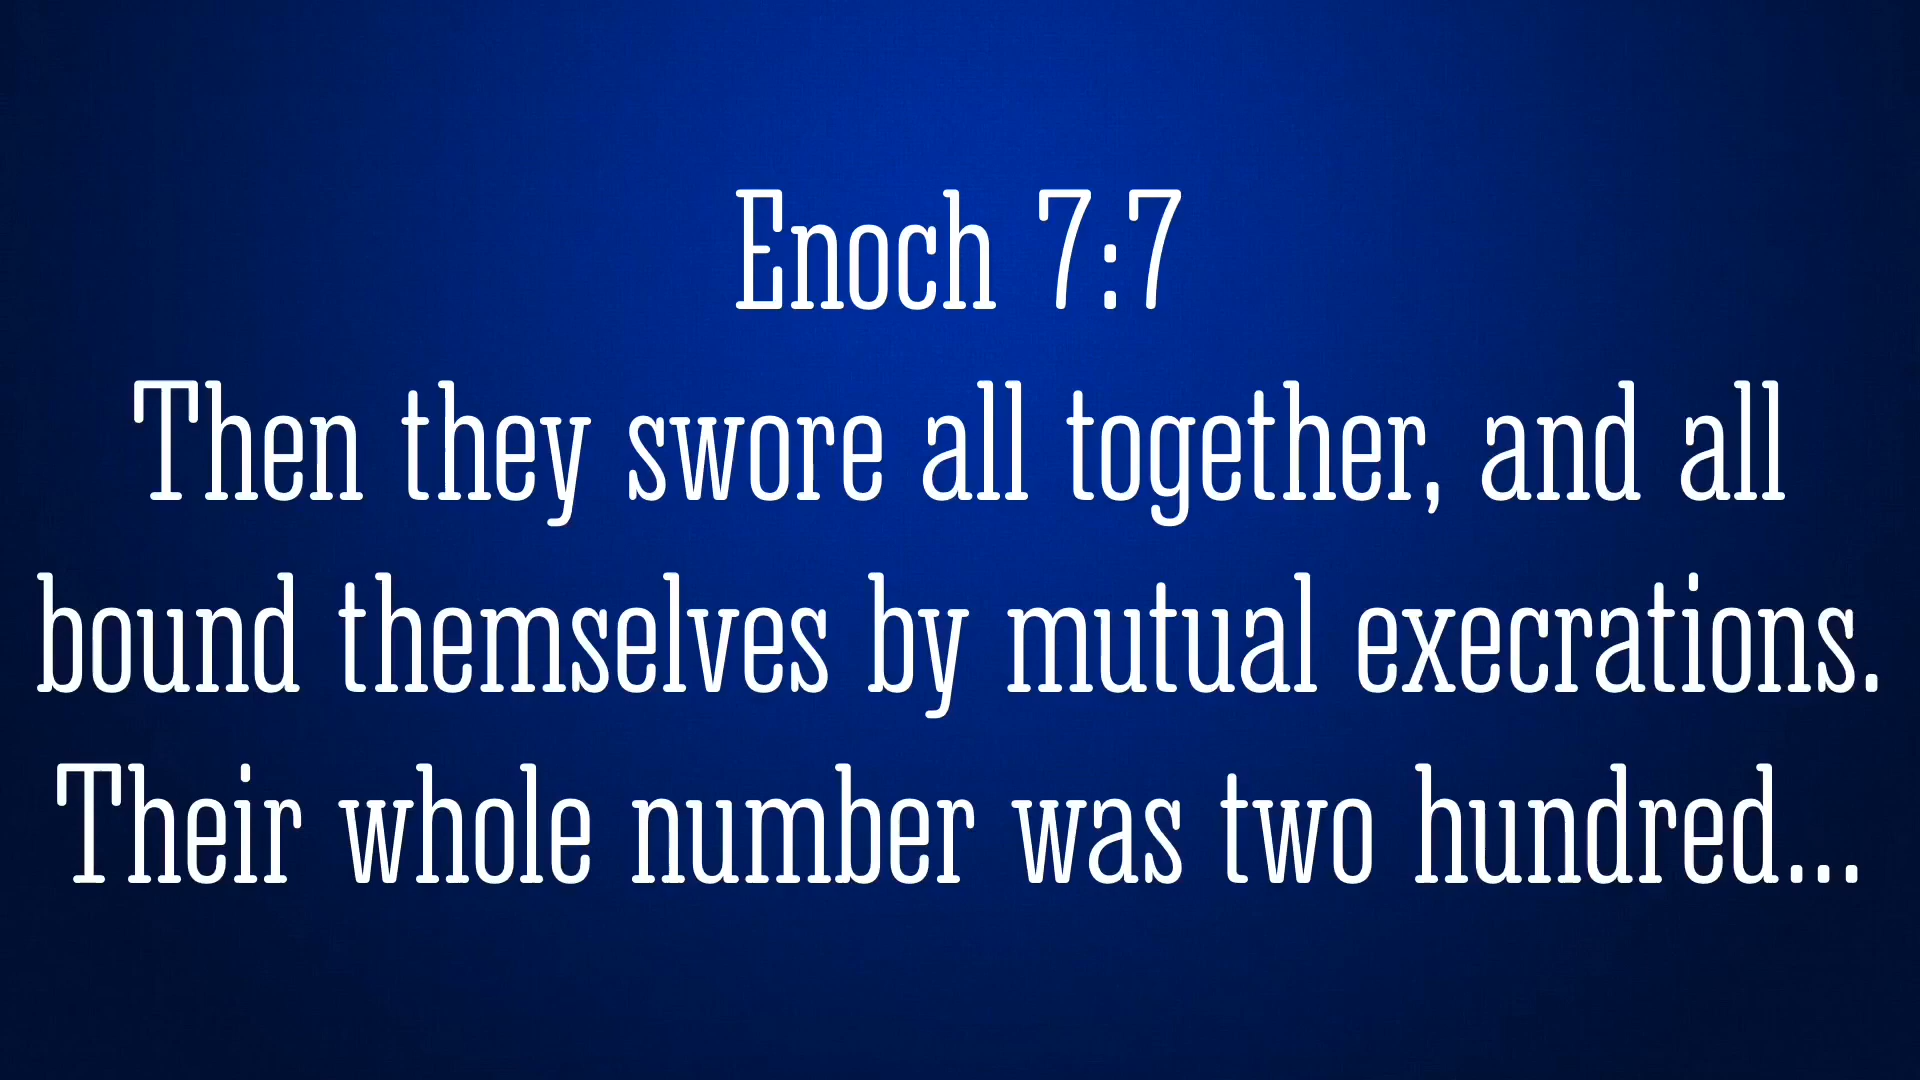 Enoch 7:7
Then they swore all together, and all
bound themselves by mutual execrations.
Their whole number was two hundred...